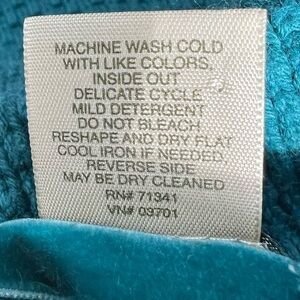 MACHINE WASH COLD
WITH LIKE COLORS,
INSIDE OUT
DELICATE CYCLE
MILD DETERGENT
DO NOT BLEACH
RESHAPE AND DRY FLAT
COOL IRON IF NEEDED,
REVERSE SIDE
MAY BE DRY CLEANED
RN# 71341
VN# 03701